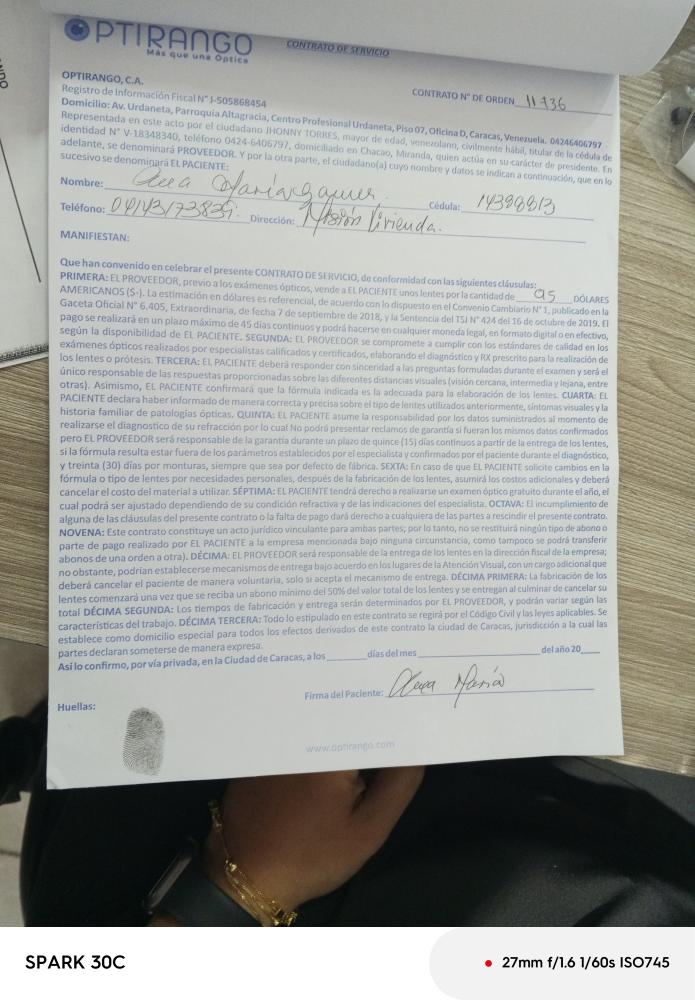 OPTIRANGO
Más que una Óptica
CONTRATO DE SERVICIO
OPTIRANGO, C.A.
Registro de Información Fiscal N° J-505868454
CONTRATO N° DE ORDEN 11736
Domicilio: Av. Urdaneta, Parroquia Altagracia, Centro Profesional Urdaneta, Piso 07, Oficina D, Caracas, Venezuela. 04246406797
Representada en este acto por el ciudadano JHONNY TORRES, mayor de edad, venezolano, civilmente hábil, titular de la cédula de
identidad N° V-18348340, teléfono 0424-6406797, domiciliado en Chacao, Miranda, quien actúa en su carácter de presidente. En
adelante, se denominará PROVEEDOR. Y por la otra parte, el ciudadano(a) cuyo nombre y datos se indican a continuación, que en lo
sucesivo se denominará EL PACIENTE:
Nombre: Ana María Cédula: 14398813
Teléfono: Dirección: Misión Vivienda.
MANIFIESTAN:
Que han convenido en celebrar el presente CONTRATO DE SERVICIO, de conformidad con las siguientes cláusulas:
PRIMERA: EL PROVEEDOR, previo a los exámenes ópticos, vende a EL PACIENTE unos lentes por la cantidad de 95 DÓLARES
AMERICANOS ($-). La estimación en dólares es referencial, de acuerdo con lo dispuesto en el Convenio Cambiario N° 1, publicado en la
Gaceta Oficial N° 6.405, Extraordinaria, de fecha 7 de septiembre de 2018, y la Sentencia del TSJ N° 424 del 16 de octubre de 2019. El
pago se realizará en un plazo máximo de 45 días continuos y podrá hacerse en cualquier moneda legal, en formato digital o en efectivo,
según la disponibilidad de EL PACIENTE. SEGUNDA: EL PROVEEDOR se compromete a cumplir con los estándares de calidad en los
exámenes ópticos realizados por especialistas calificados y certificados, elaborando el diagnóstico y RX prescrito para la realización de
los lentes o prótesis. TERCERA: EL PACIENTE deberá responder con sinceridad a las preguntas formuladas durante el examen y será el
único responsable de las respuestas proporcionadas sobre las diferentes distancias visuales (visión cercana, intermedia y lejana, entre
otras). Asimismo, EL PACIENTE confirmará que la fórmula indicada es la adecuada para la elaboración de los lentes. CUARTA: EL
PACIENTE declara haber informado de manera correcta y precisa sobre el tipo de lentes utilizados anteriormente, síntomas visuales y la
historia familiar de patologías ópticas. QUINTA: EL PACIENTE asume la responsabilidad por los datos suministrados al momento de
realizarse el diagnostico de su refracción por lo cual No podrá presentar reclamos de garantía si fueran los mismos datos confirmados
pero EL PROVEEDOR será responsable de la garantía durante un plazo de quince (15) días continuos a partir de la entrega de los lentes,
si la fórmula resulta estar fuera de los parámetros establecidos por el especialista y confirmados por el paciente durante el diagnóstico,
y treinta (30) días por monturas, siempre que sea por defecto de fábrica. SEXTA: En caso de que EL PACIENTE solicite cambios en la
fórmula o tipo de lentes por necesidades personales, después de la fabricación de los lentes, asumirá los costos adicionales y deberá
cancelar el costo del material a utilizar. SÉPTIMA: EL PACIENTE tendrá derecho a realizarse un examen óptico gratuito durante el año, el
cual podrá ser ajustado dependiendo de su condición refractiva y de las indicaciones del especialista. OCTAVA: El incumplimiento de
alguna de las cláusulas del presente contrato o la falta de pago dará derecho a cualquiera de las partes a rescindir el presente contrato.
NOVENA: Este contrato constituye un acto jurídico vinculante para ambas partes; por lo tanto, no se restituirá ningún tipo de abono o
parte de pago realizado por EL PACIENTE a la empresa mencionada bajo ninguna circunstancia, como tampoco se podrá transferir
abonos de una orden a otra). DÉCIMA: EL PROVEEDOR será responsable de la entrega de los lentes en la dirección fiscal de la empresa;
no obstante, podrían establecerse mecanismos de entrega bajo acuerdo en los lugares de la Atención Visual, con un cargo adicional que
deberá cancelar el paciente de manera voluntaria, solo si acepta el mecanismo de entrega. DÉCIMA PRIMERA: La fabricación de los
lentes comenzará una vez que se reciba un abono mínimo del 50% del valor total de los lentes y se entregan al culminar de cancelar su
total DÉCIMA SEGUNDA: Los tiempos de fabricación y entrega serán determinados por EL PROVEEDOR, y podrán variar según las
características del trabajo. DÉCIMA TERCERA: Todo lo estipulado en este contrato se regirá por el Código Civil y las leyes aplicables. Se
establece como domicilio especial para todos los efectos derivados de este contrato la ciudad de Caracas, jurisdicción a la cual las
partes declaran someterse de manera expresa.
Así lo confirmo, por vía privada, en la Ciudad de Caracas, a los días del mes del año 20
Firma del Paciente: Ana María
Huellas:
www.optirango.com
SPARK 30C
27mm f/1.6 1/60s ISO745